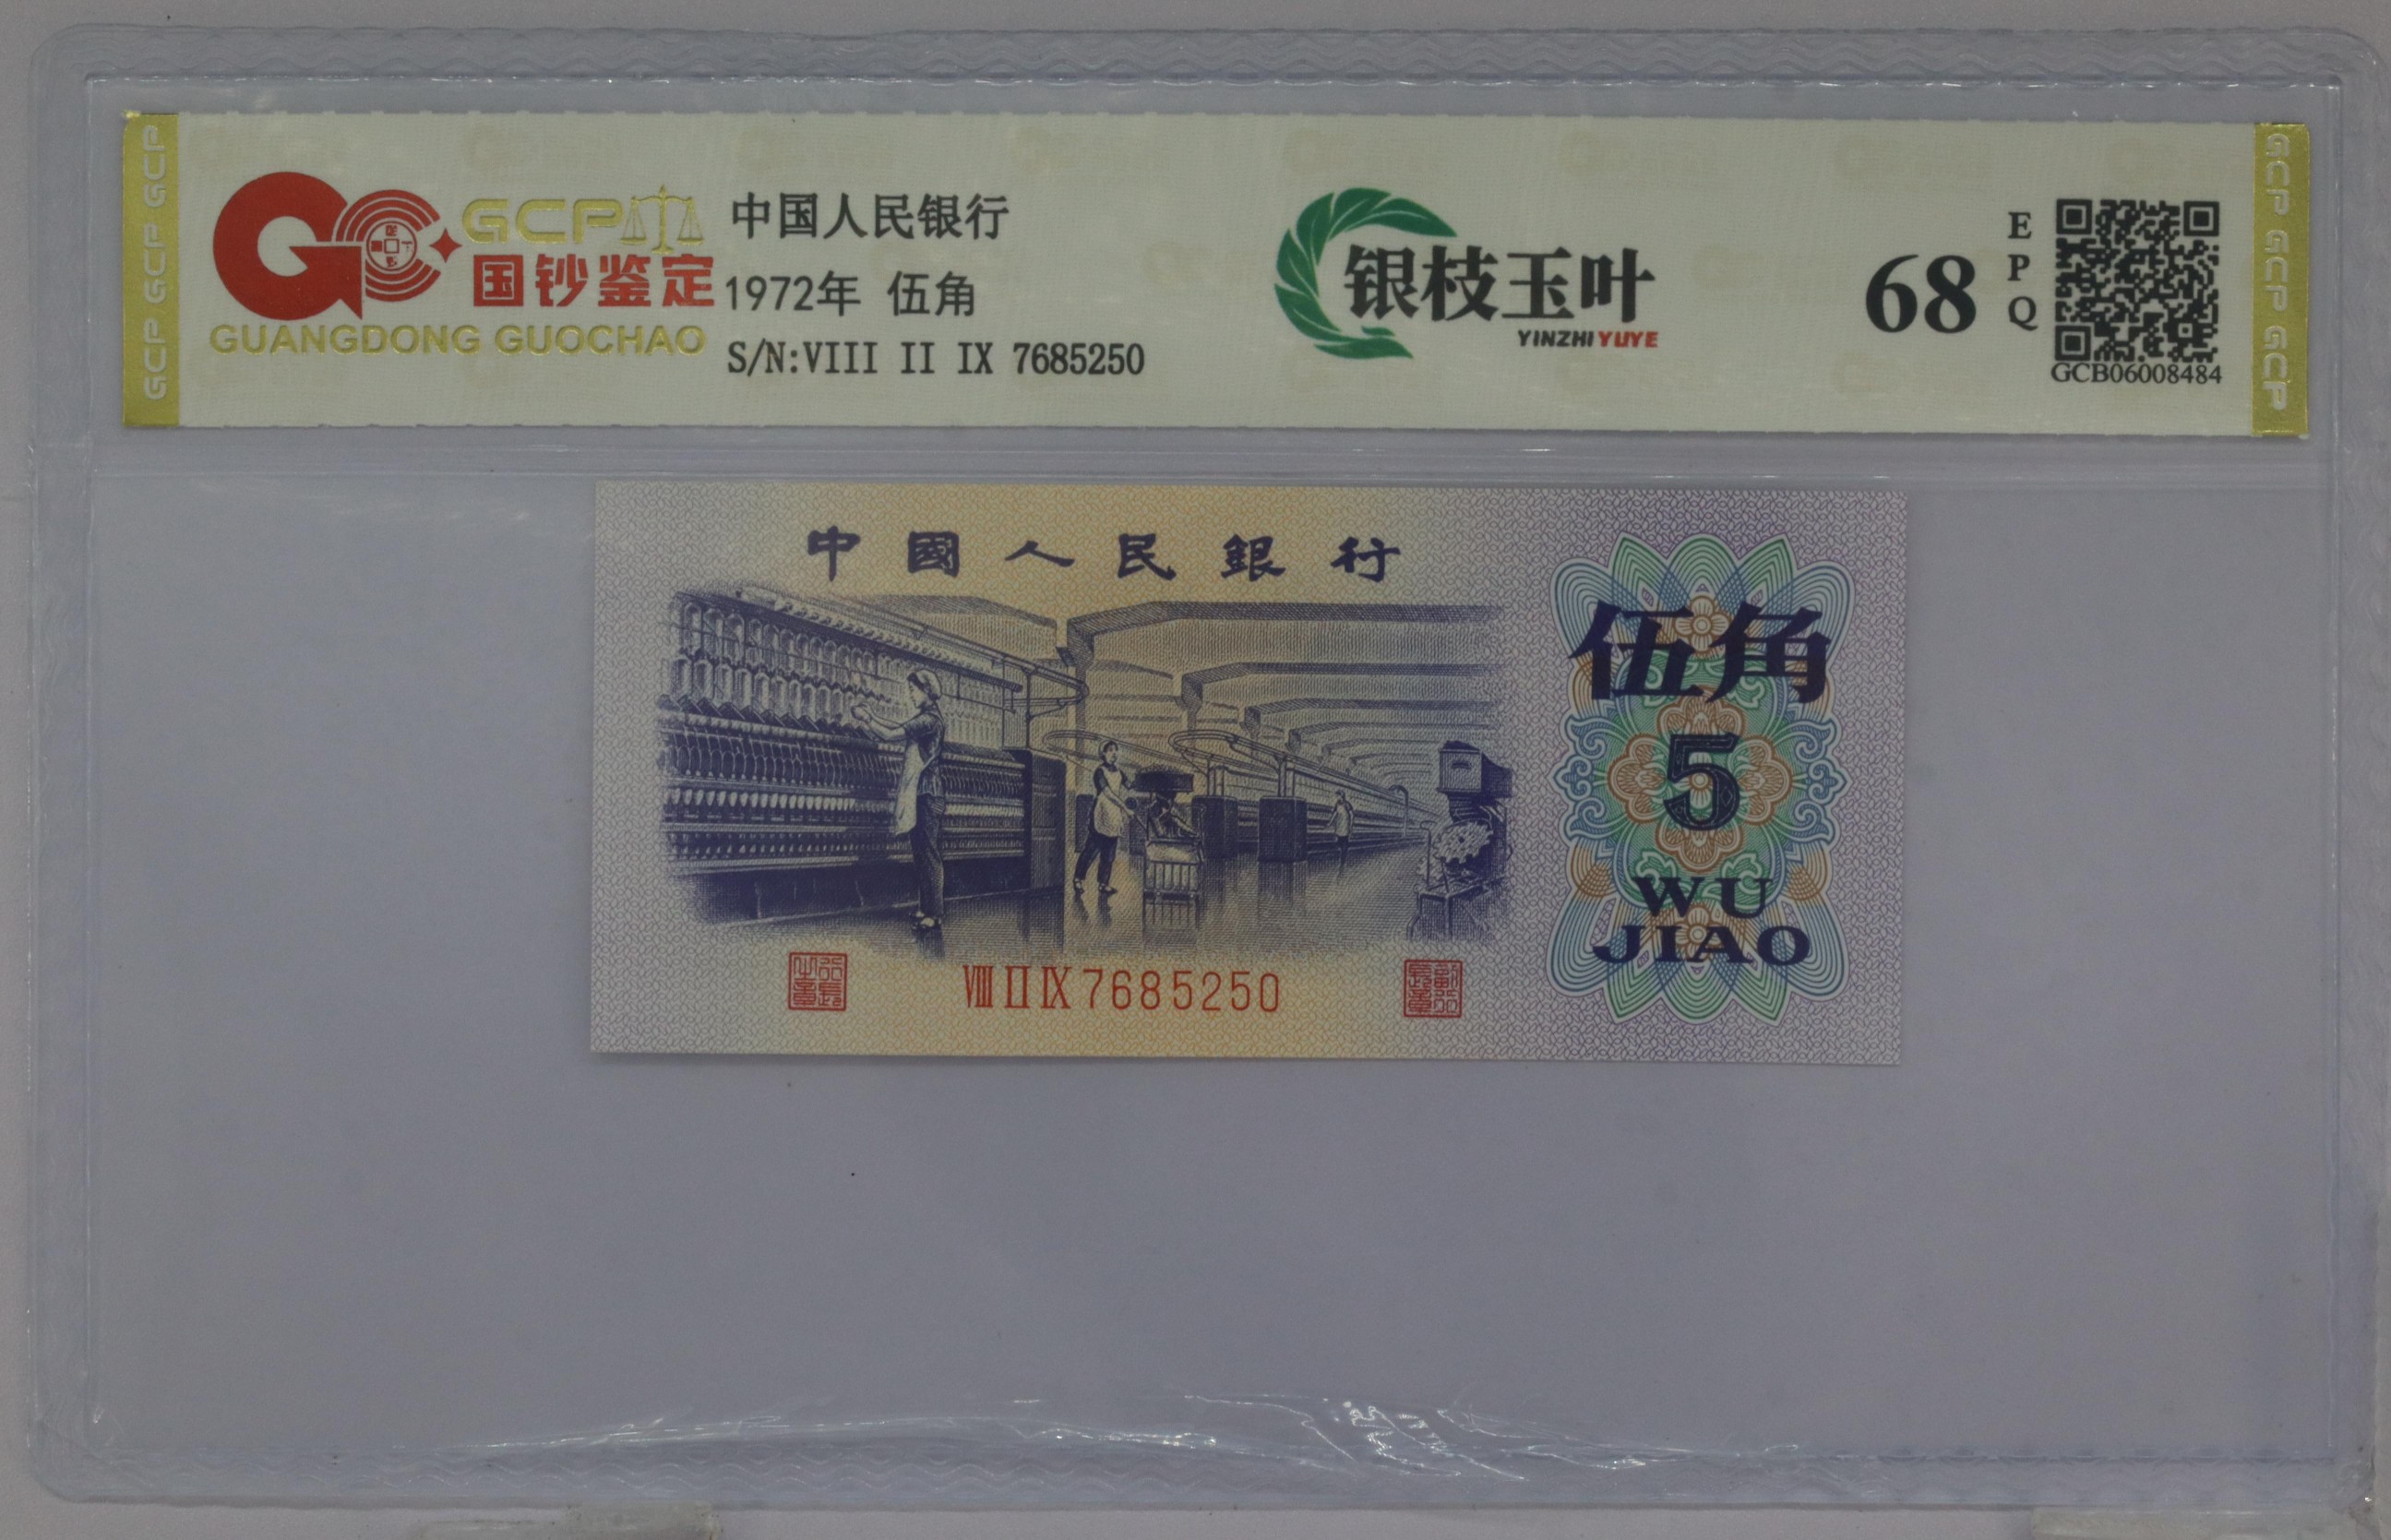 GCP GCP GCP
GCP
国钞鉴定
GUANGDONG GUOCHAO
中国人民银行
1972年 伍角
S/N:VIII II IX 7685250
银枝玉叶
YINZHI YUYE
68
EPQ
GCB06008484
GCP GCP GCP
中國人民銀行
伍角
5
WU
JIAO
VIII II IX 7685250